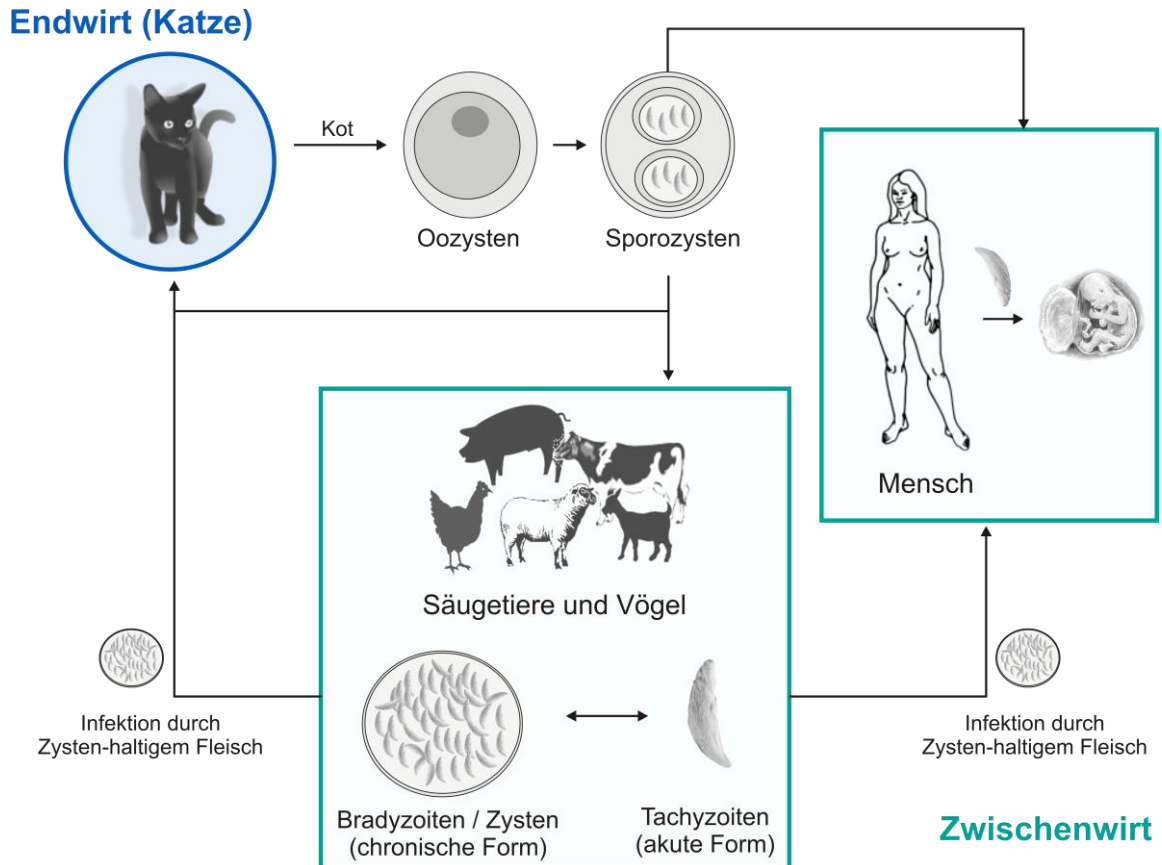 Endwirt (Katze)
Kot
Oozysten
Sporozysten
Mensch
Säugetiere und Vögel
Infektion durch
Zysten-haltigem Fleisch
Infektion durch
Zysten-haltigem Fleisch
Bradyzoiten / Zysten
(chronische Form)
Tachyzoiten
(akute Form)
Zwischenwirt